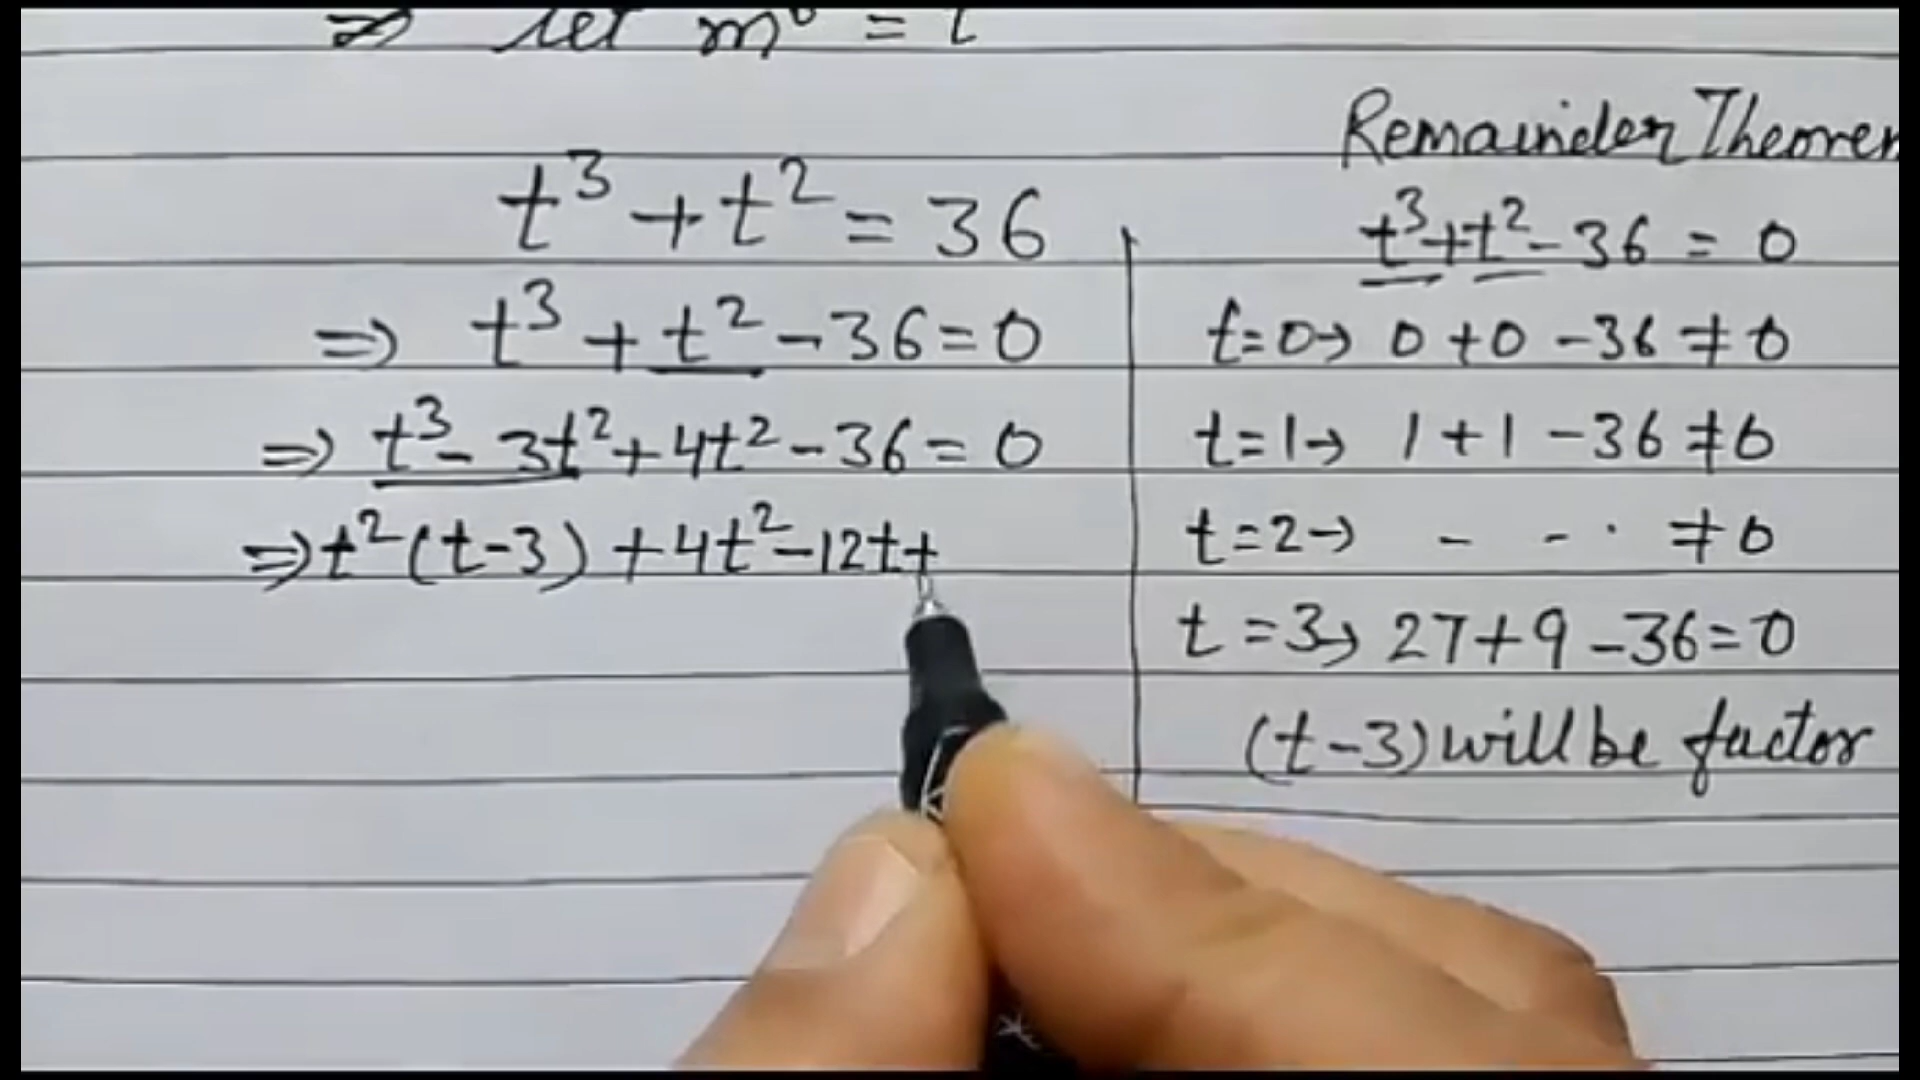 ⇒ let m⁶ = t
t³ + t² = 36
⇒ t³ + t² - 36 = 0
⇒ t³ - 3t² + 4t² - 36 = 0
⇒ t² (t-3) + 4t² - 12t +
Remainder Theorem
t³ + t² - 36 = 0
t=0→ 0 + 0 - 36 ≠ 0
t=1→ 1 + 1 - 36 ≠ 0
t=2→ - - · ≠ 0
t=3→ 27 + 9 - 36 = 0
(t-3) will be factor